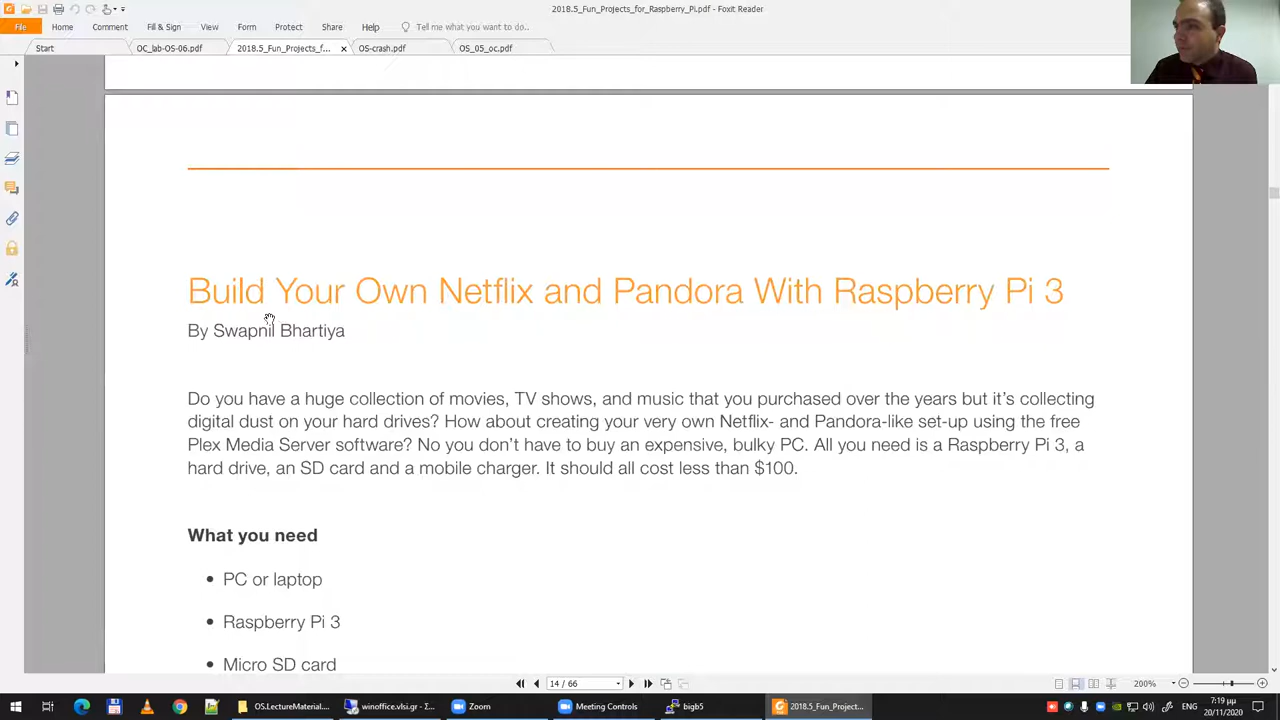 2018.5_Fun_Projects_for_Raspberry_Pi.pdf - Foxit Reader
File Home Comment Fill & Sign View Form Protect Share Help Tell me what you want to do..
Start OC_lab-OS-06.pdf 2018.5_Fun_Projects_f... OS-crash.pdf OS_05_oc.pdf
Build Your Own Netflix and Pandora With Raspberry Pi 3
By Swapnil Bhartiya
Do you have a huge collection of movies, TV shows, and music that you purchased over the years but it's collecting
digital dust on your hard drives? How about creating your very own Netflix- and Pandora-like set-up using the free
Plex Media Server software? No you don't have to buy an expensive, bulky PC. All you need is a Raspberry Pi 3, a
hard drive, an SD card and a mobile charger. It should all cost less than $100.
What you need
• PC or laptop
• Raspberry Pi 3
• Micro SD card
14 / 66 200%
OS.LectureMaterial.... winoffice.vlsi.gr - Σ... Zoom Meeting Controls bigb5 2018.5_Fun_Project... 7:19 μμ
20/11/2020